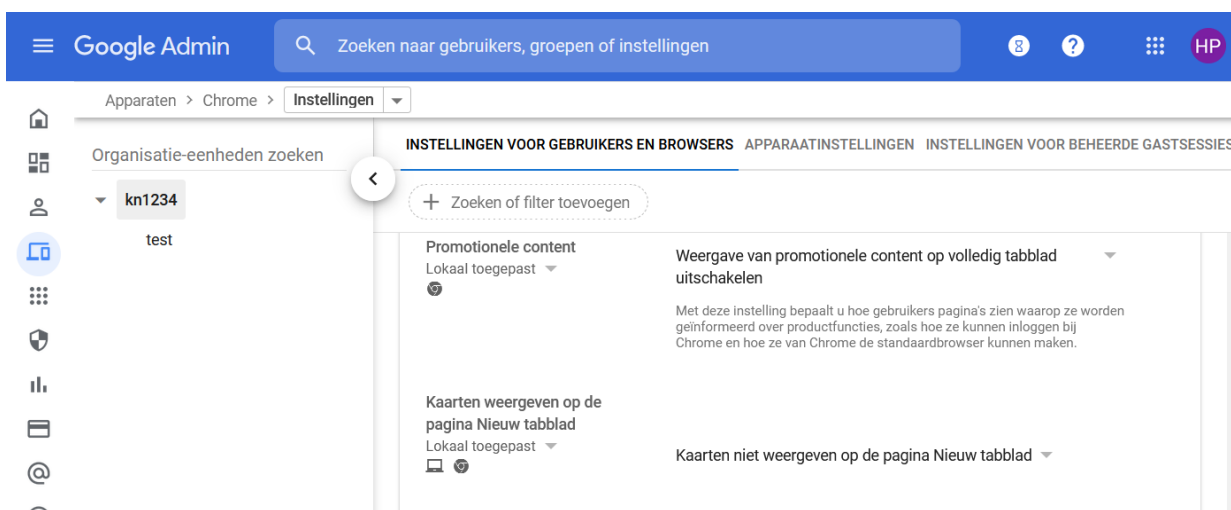 Google Admin
Zoeken naar gebruikers, groepen of instellingen
HP
Apparaten > Chrome > Instellingen
Organisatie-eenheden zoeken
kn1234
test
INSTELLINGEN VOOR GEBRUIKERS EN BROWSERS APPARAATINSTELLINGEN INSTELLINGEN VOOR BEHEERDE GASTSESSIES
+ Zoeken of filter toevoegen
Promotionele content
Lokaal toegepast
Weergave van promotionele content op volledig tabblad
uitschakelen
Met deze instelling bepaalt u hoe gebruikers pagina's zien waarop ze worden
geïnformeerd over productfuncties, zoals hoe ze kunnen inloggen bij
Chrome en hoe ze van Chrome de standaardbrowser kunnen maken.
Kaarten weergeven op de
pagina Nieuw tabblad
Lokaal toegepast
Kaarten niet weergeven op de pagina Nieuw tabblad